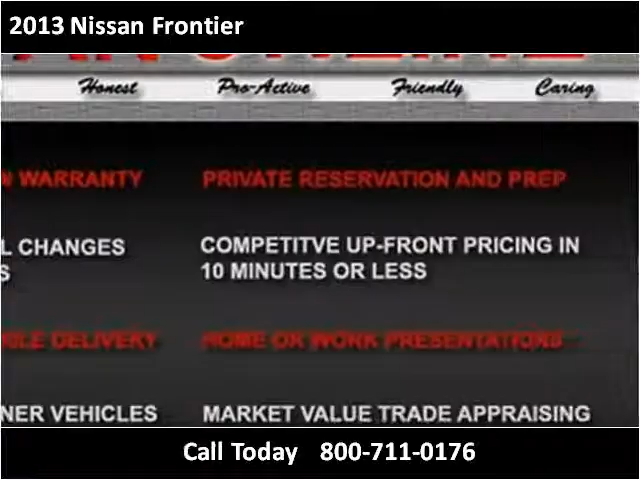 2013 Nissan Frontier
Honest Pro-Active Friendly Caring
WARRANTY PRIVATE RESERVATION AND PREP
L CHANGES COMPETITVE UP-FRONT PRICING IN
S 10 MINUTES OR LESS
DELIVERY HOME OR WORK PRESENTATIONS
NER VEHICLES MARKET VALUE TRADE APPRAISING
Call Today 800-711-0176